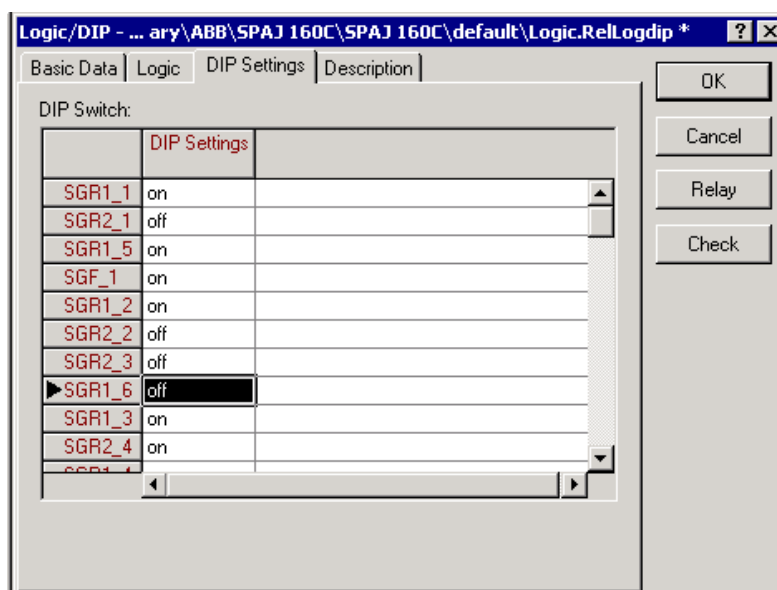 Logic/DIP - ... ary\ABB\SPAJ 160C\SPAJ 160C\default\Logic.RelLogdip *
Basic Data Logic DIP Settings Description
OK
Cancel
Relay
Check
DIP Switch:
DIP Settings
SGR1_1 on
SGR2_1 off
SGR1_5 on
SGF_1 on
SGR1_2 on
SGR2_2 off
SGR2_3 off
SGR1_6 off
SGR1_3 on
SGR2_4 on